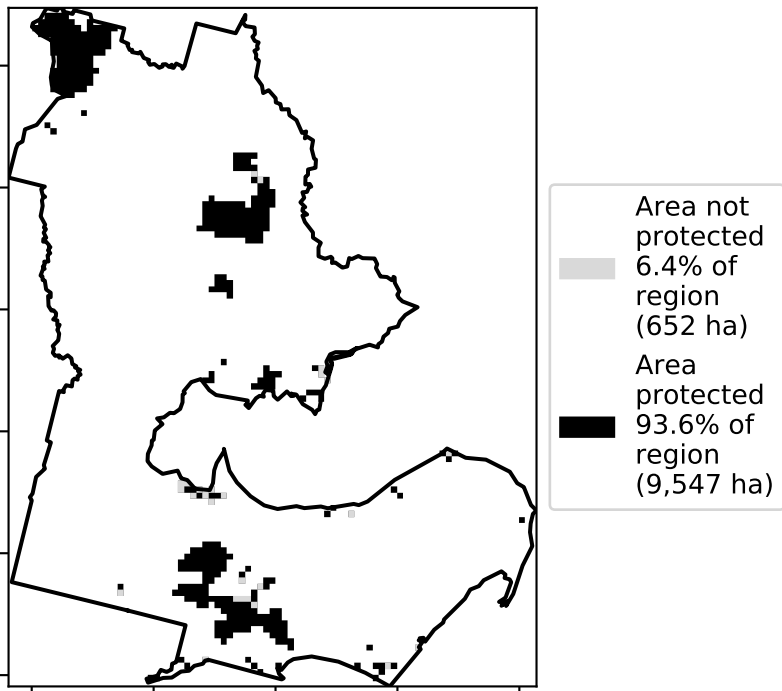 Area not
protected
6.4% of
region
(652 ha)
Area
protected
93.6% of
region
(9,547 ha)